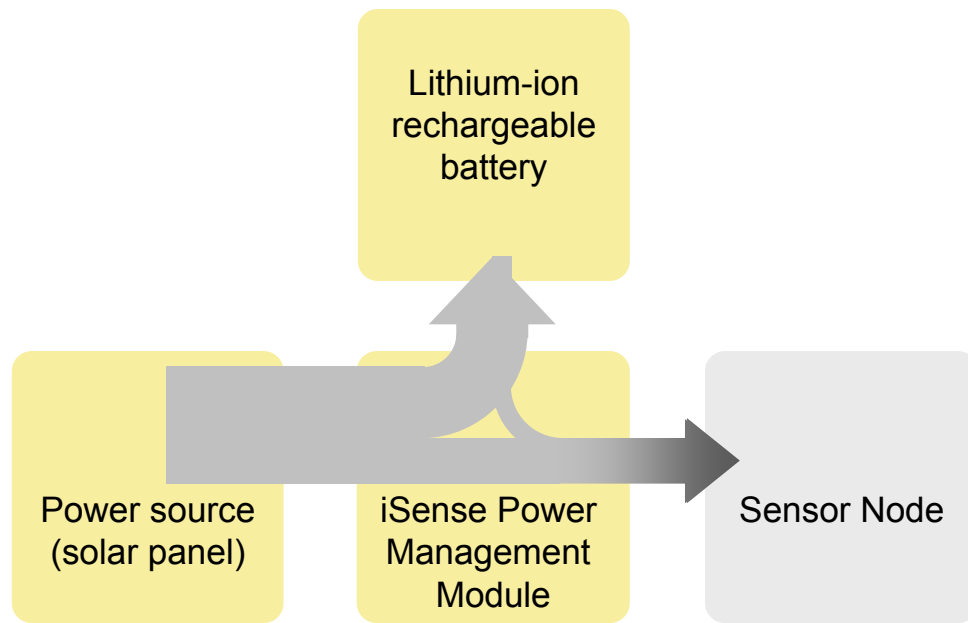 Lithium-ion
rechargeable
battery
Power source
(solar panel)
iSense Power
Management
Module
Sensor Node